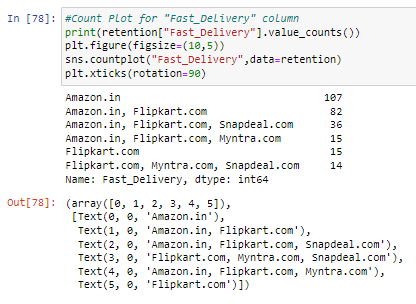 In [78]: #Count Plot for "Fast_Delivery" column
print(retention["Fast_Delivery"].value_counts())
plt.figure(figsize=(10,5))
sns.countplot("Fast_Delivery",data=retention)
plt.xticks(rotation=90)
Amazon.in 107
Amazon.in, Flipkart.com 82
Amazon.in, Flipkart.com, Snapdeal.com 36
Amazon.in, Flipkart.com, Myntra.com 15
Flipkart.com 15
Flipkart.com, Myntra.com, Snapdeal.com 14
Name: Fast_Delivery, dtype: int64
Out[78]: (array([0, 1, 2, 3, 4, 5]),
[Text(0, 0, 'Amazon.in'),
Text(1, 0, 'Amazon.in, Flipkart.com'),
Text(2, 0, 'Amazon.in, Flipkart.com, Snapdeal.com'),
Text(3, 0, 'Flipkart.com, Myntra.com, Snapdeal.com'),
Text(4, 0, 'Amazon.in, Flipkart.com, Myntra.com'),
Text(5, 0, 'Flipkart.com')])